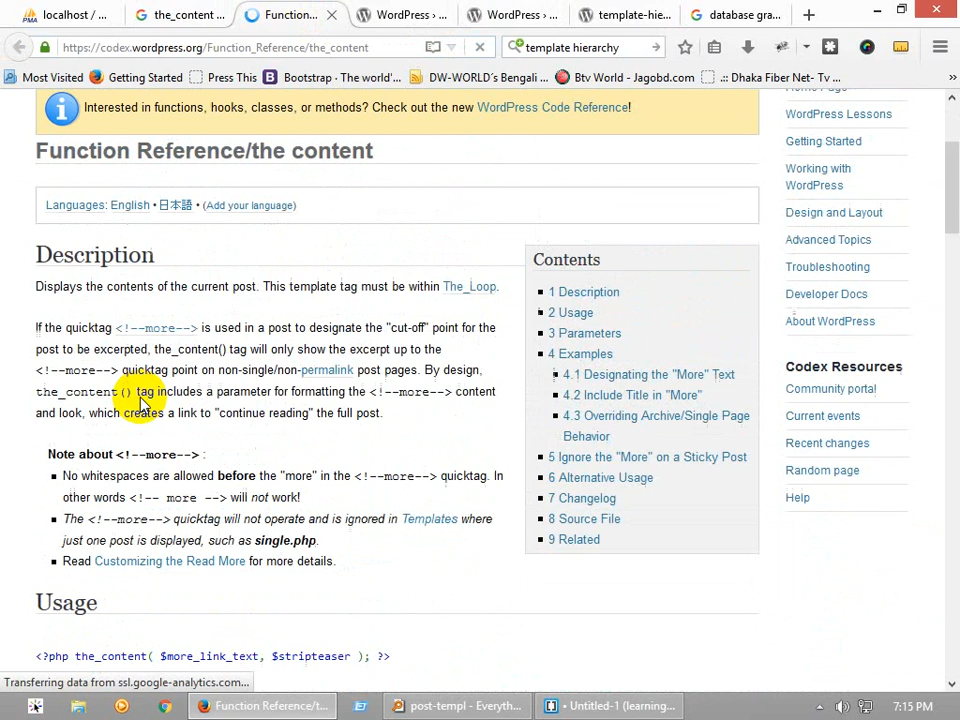 localhost /
the_content ...
Function...
WordPress › ...
WordPress › ...
template-hie...
database gra...
https://codex.wordpress.org/Function_Reference/the_content
template hierarchy
Most Visited
Getting Started
Press This
Bootstrap · The world'...
DW-WORLD´s Bengali ...
Btv World - Jagobd.com
.:: Dhaka Fiber Net- Tv ...
Interested in functions, hooks, classes, or methods? Check out the new WordPress Code Reference!
Function Reference/the content
Languages: English • 日本語 • (Add your language)
Description
Displays the contents of the current post. This template tag must be within The_Loop.
If the quicktag <!--more--> is used in a post to designate the "cut-off" point for the
post to be excerpted, the_content() tag will only show the excerpt up to the
<!--more--> quicktag point on non-single/non-permalink post pages. By design,
the_content() tag includes a parameter for formatting the <!--more--> content
and look, which creates a link to "continue reading" the full post.
Note about <!--more--> :
No whitespaces are allowed before the "more" in the <!--more--> quicktag. In
other words <!-- more --> will not work!
The <!--more--> quicktag will not operate and is ignored in Templates where
just one post is displayed, such as single.php.
Read Customizing the Read More for more details.
Usage
<?php the_content( $more_link_text, $stripteaser ); ?>
Contents
1 Description
2 Usage
3 Parameters
4 Examples
4.1 Designating the "More" Text
4.2 Include Title in "More"
4.3 Overriding Archive/Single Page
Behavior
5 Ignore the "More" on a Sticky Post
6 Alternative Usage
7 Changelog
8 Source File
9 Related
Home Page
WordPress Lessons
Getting Started
Working with
WordPress
Design and Layout
Advanced Topics
Troubleshooting
Developer Docs
About WordPress
Codex Resources
Community portal
Current events
Recent changes
Random page
Help
Transferring data from ssl.google-analytics.com...
Function Reference/t...
post-templ - Everyth...
• Untitled-1 (learning...
7:15 PM